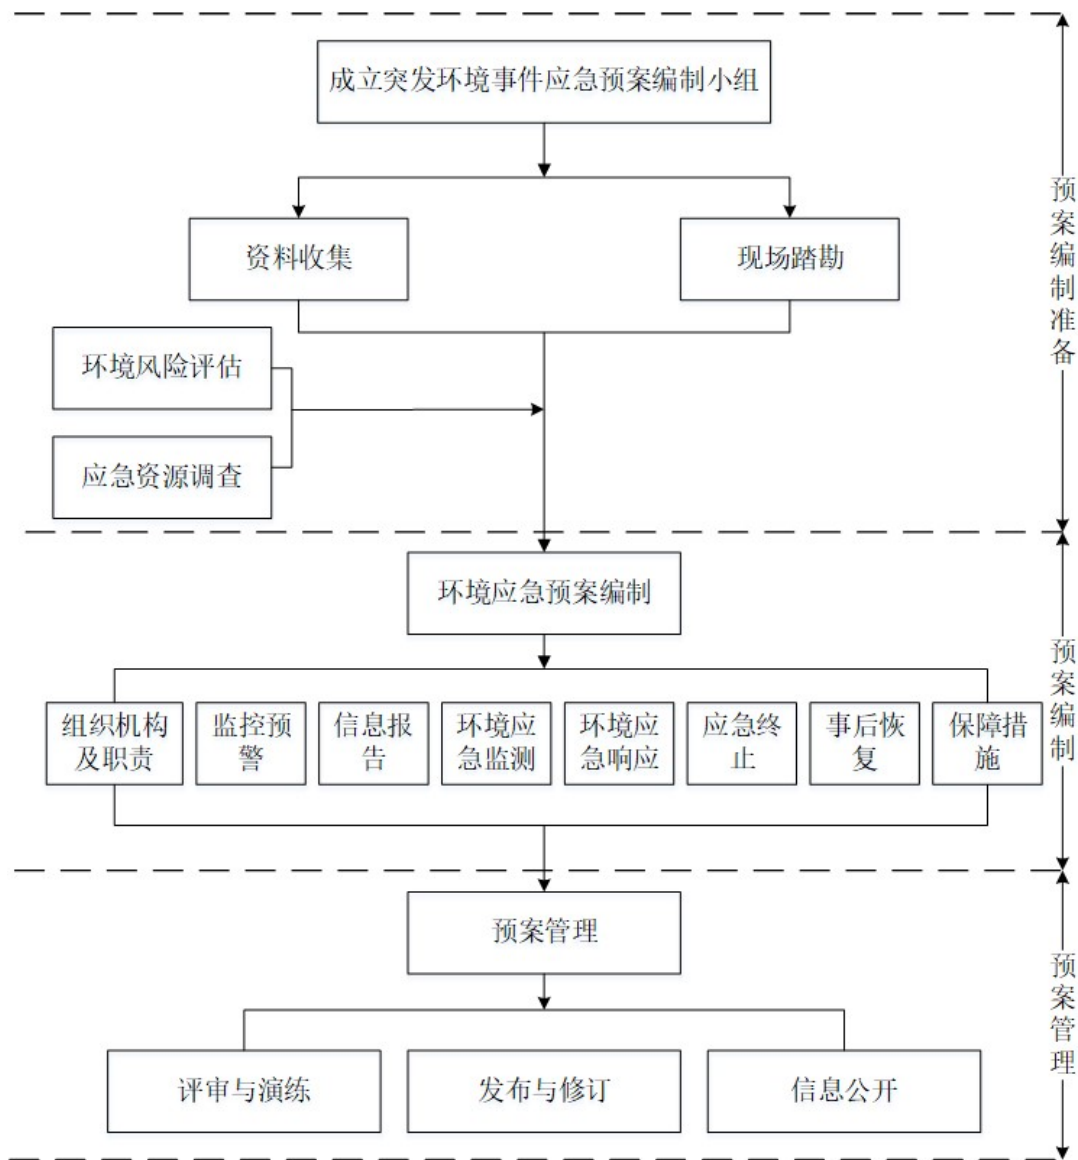 成立突发环境事件应急预案编制小组
资料收集
现场踏勘
环境风险评估
应急资源调查
预案编制准备
环境应急预案编制
组织机构
及职责
监控预
警
信息报
告
环境应
急监测
环境应
急响应
应急终
止
事后恢
复
保障措
施
预案编制
预案管理
评审与演练
发布与修订
信息公开
预案管理